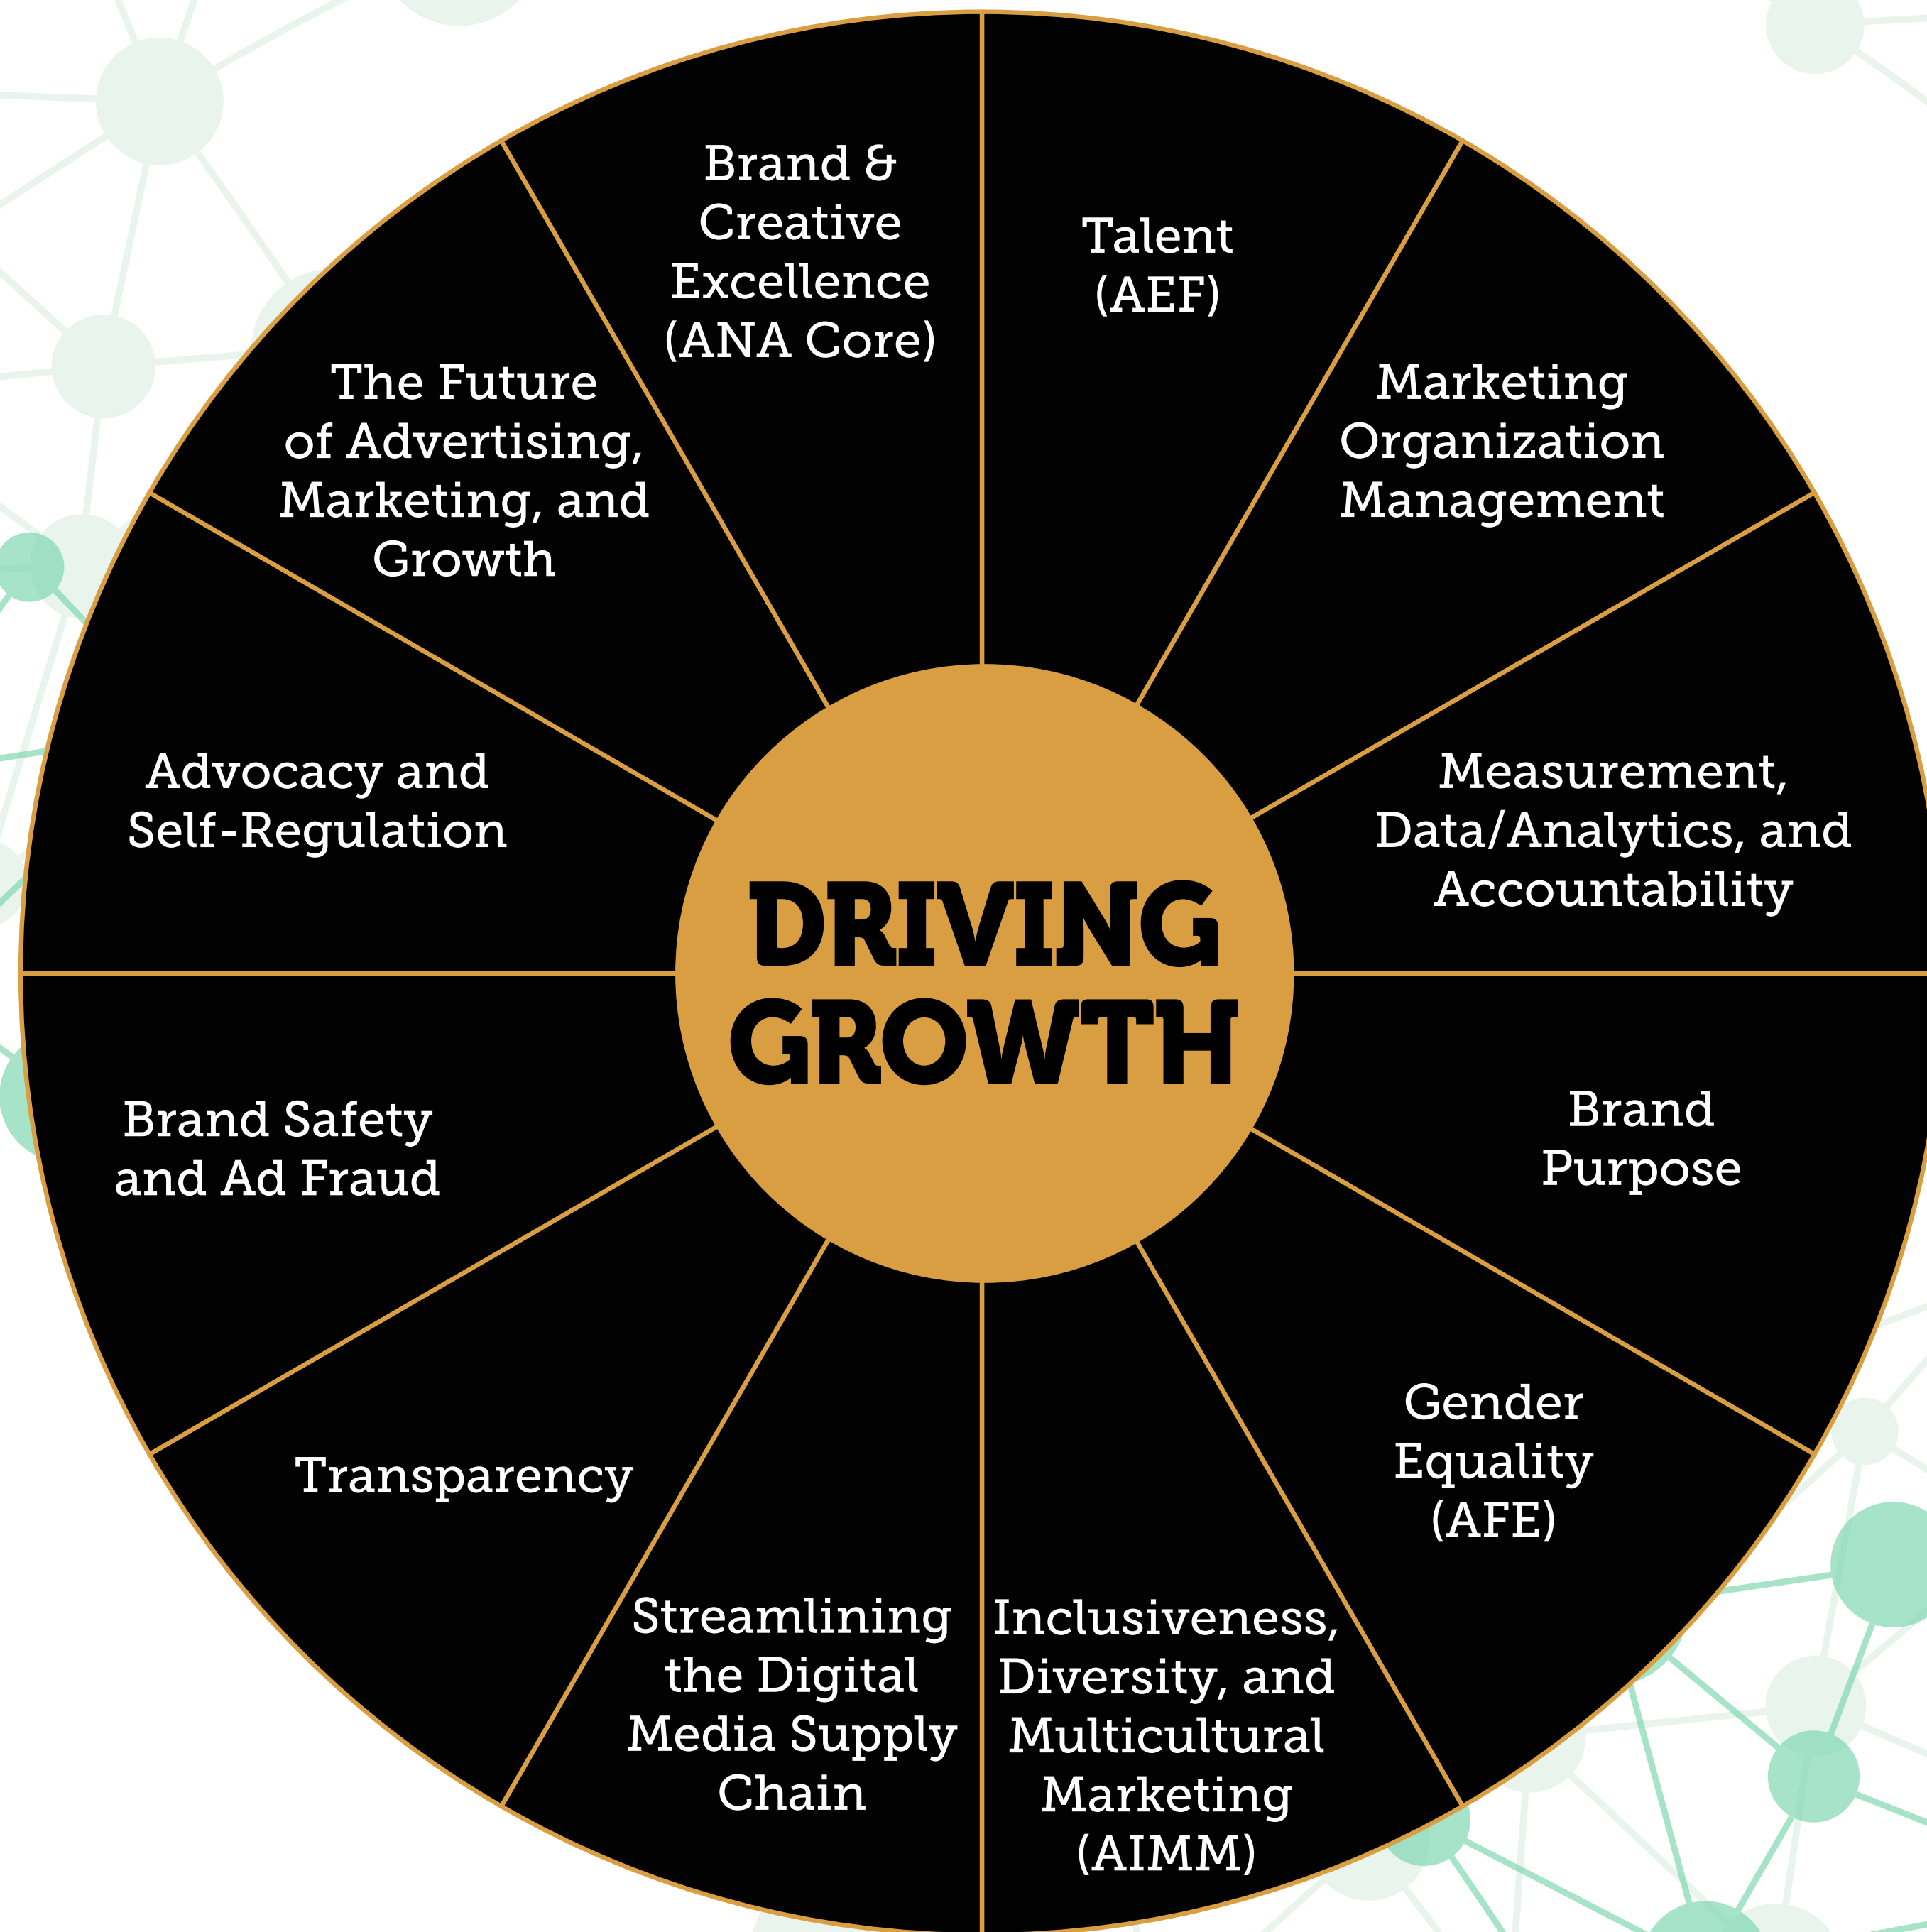 Brand &
Creative
Excellence
(ANA Core)
Talent
(AEF)
Marketing
Organization
Management
Measurement,
Data/Analytics, and
Accountability
Brand
Purpose
Gender
Equality
(AFE)
Inclusiveness,
Diversity, and
Multicultural
Marketing
(AIMM)
Streamlining
the Digital
Media Supply
Chain
Transparency
Brand Safety
and Ad Fraud
Advocacy and
Self-Regulation
The Future
of Advertising,
Marketing, and
Growth
DRIVING
GROWTH